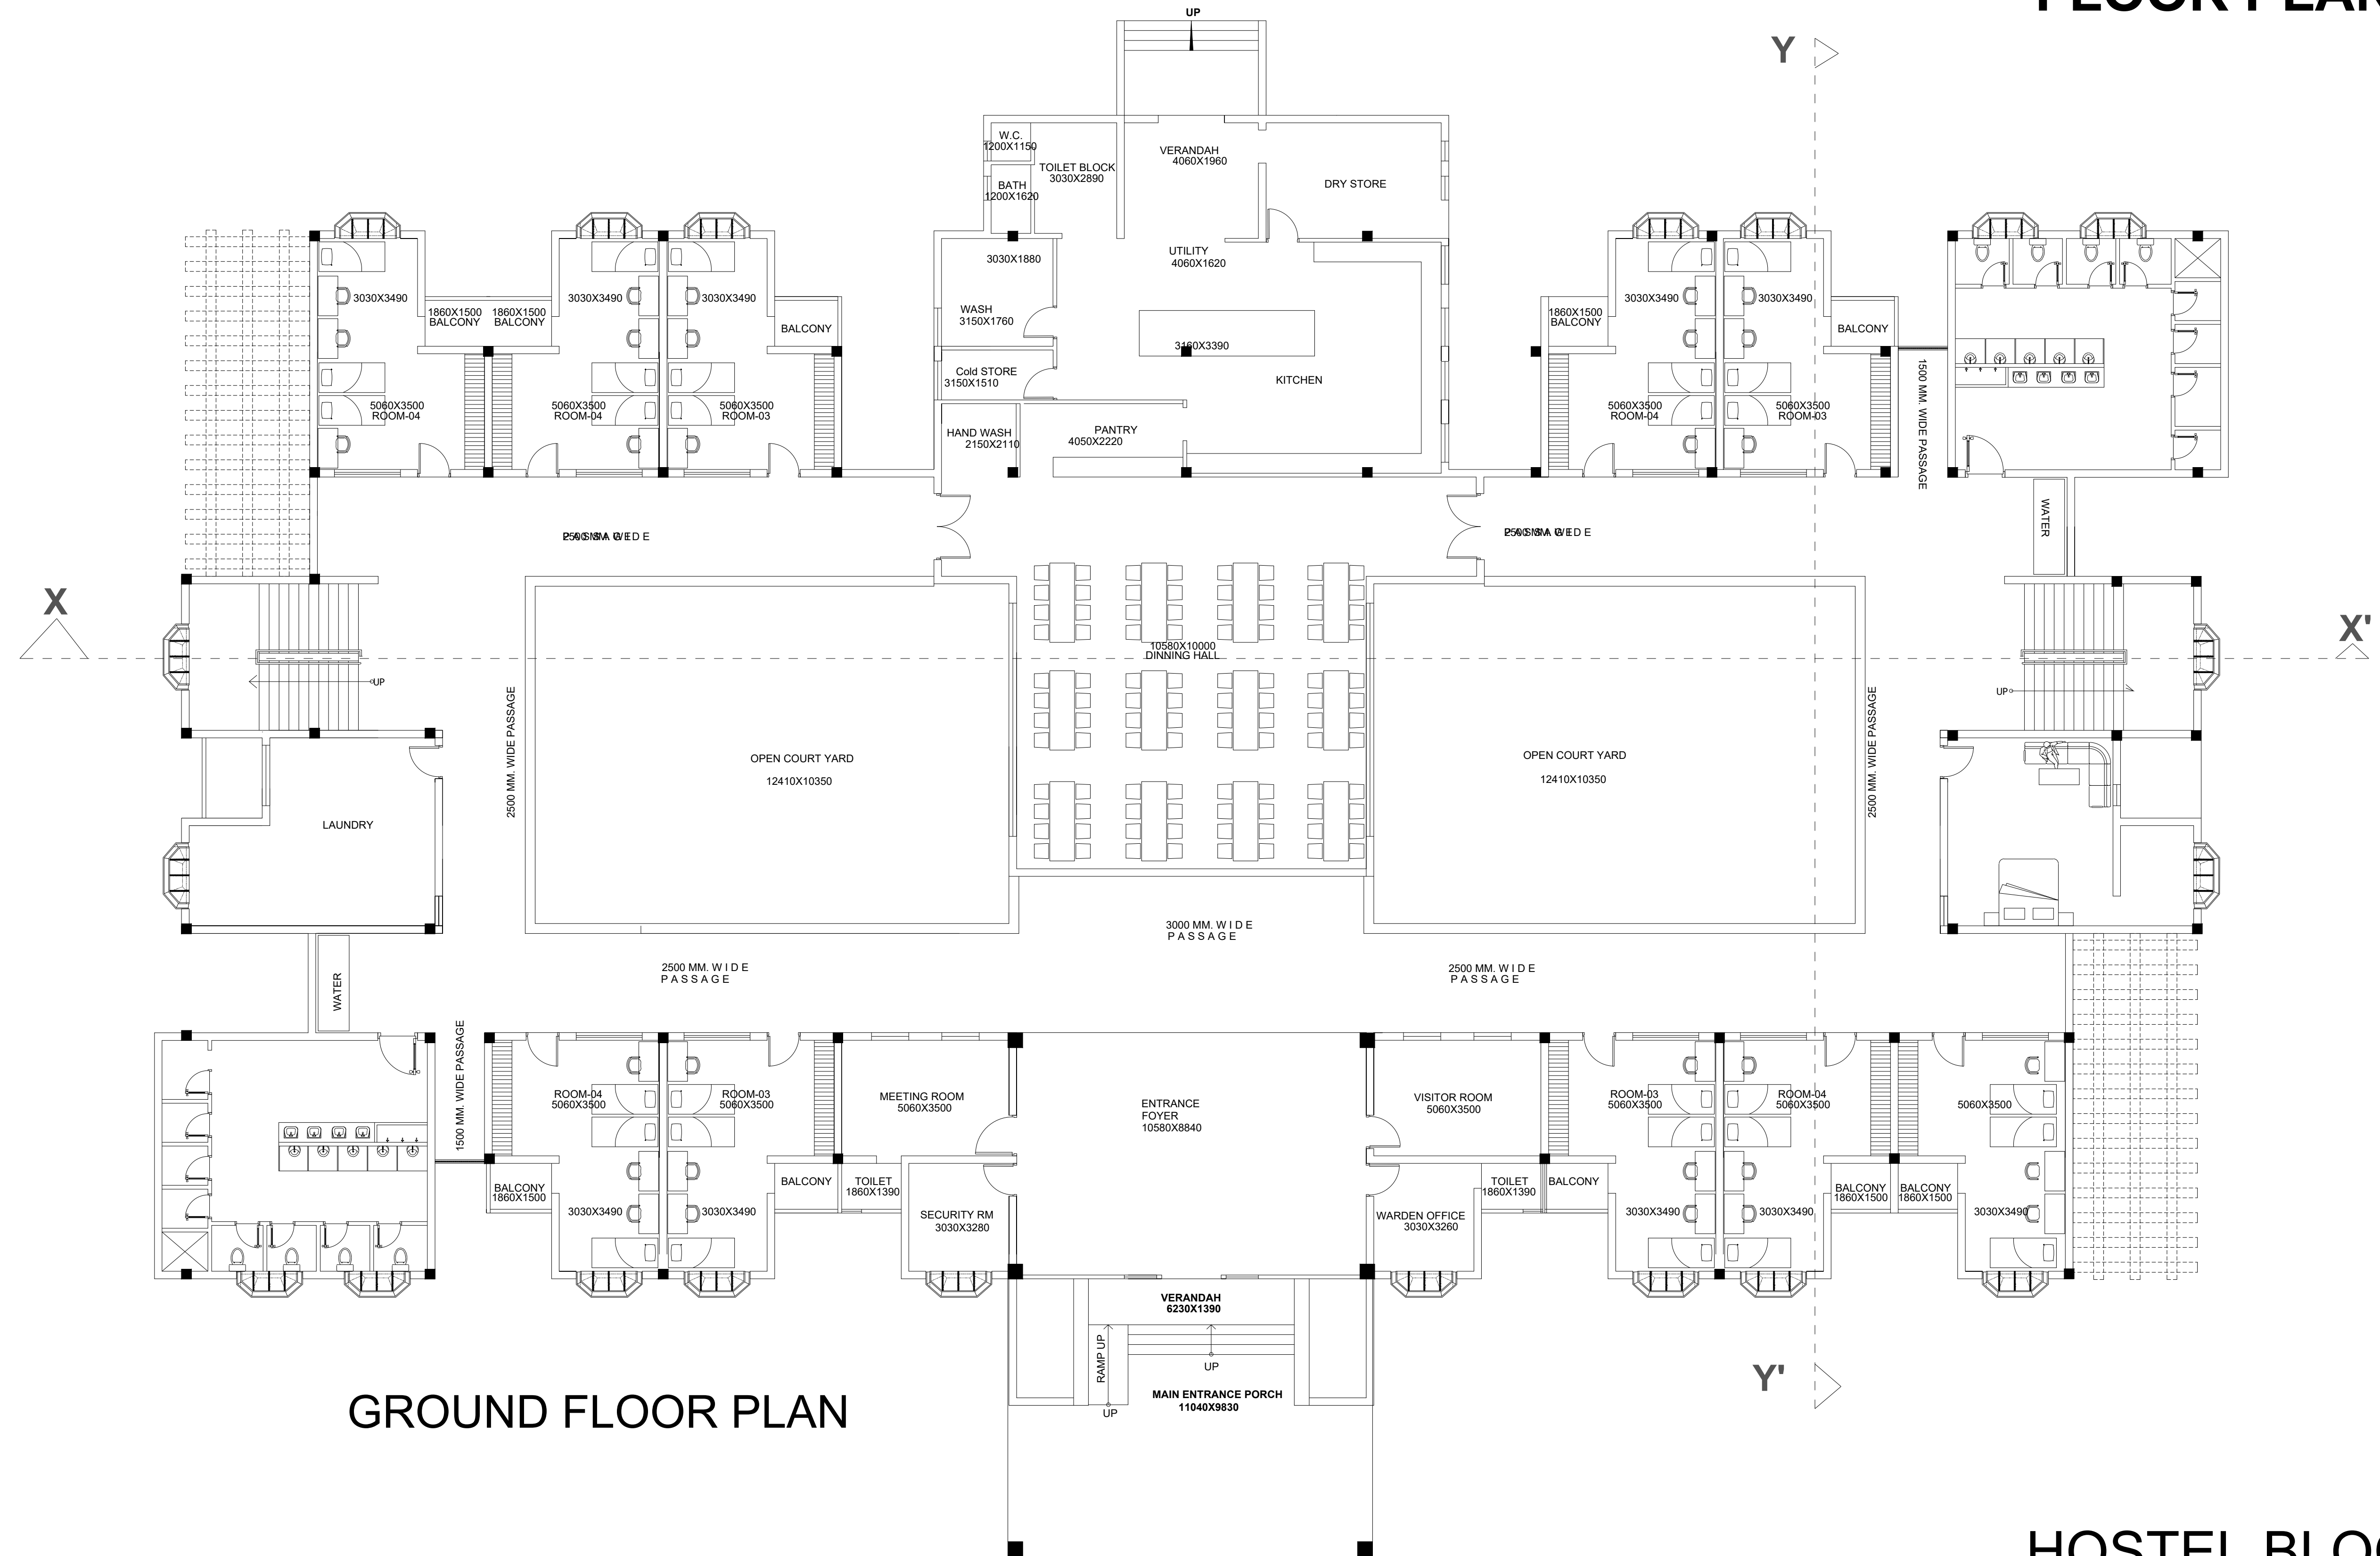 UP
Y
W.C.
1200X1150
TOILET BLOCK
3030X2890
BATH
1200X1620
VERANDAH
4060X1960
DRY STORE
UTILITY
4060X1620
3030X1880
WASH
3150X1760
3160X3390
Cold STORE
3150X1510
KITCHEN
HAND WASH
2150X2110
PANTRY
4050X2220
3030X3490
3030X3490
3030X3490
1860X1500
BALCONY
1860X1500
BALCONY
BALCONY
5060X3500
ROOM-04
5060X3500
ROOM-04
5060X3500
ROOM-03
3030X3490
3030X3490
1860X1500
BALCONY
BALCONY
5060X3500
ROOM-04
5060X3500
ROOM-03
1500 MM. WIDE PASSAGE
WATER
X
X'
UP
UP
10580X10000
DINNING HALL
2500 MM. WIDE PASSAGE
2500 MM. WIDE PASSAGE
OPEN COURT YARD
12410X10350
OPEN COURT YARD
12410X10350
LAUNDRY
3000 MM. W I D E
P A S S A G E
2500 MM. W I D E
P A S S A G E
2500 MM. W I D E
P A S S A G E
WATER
1500 MM. WIDE PASSAGE
ROOM-04
5060X3500
ROOM-03
5060X3500
MEETING ROOM
5060X3500
ENTRANCE
FOYER
10580X8840
VISITOR ROOM
5060X3500
ROOM-03
5060X3500
ROOM-04
5060X3500
5060X3500
BALCONY
1860X1500
BALCONY
TOILET
1860X1390
TOILET
1860X1390
BALCONY
BALCONY
1860X1500
BALCONY
1860X1500
3030X3490
3030X3490
SECURITY RM
3030X3280
WARDEN OFFICE
3030X3260
3030X3490
3030X3490
3030X3490
VERANDAH
6230X1390
RAMP UP
UP
UP
MAIN ENTRANCE PORCH
11040X9830
Y'
GROUND FLOOR PLAN